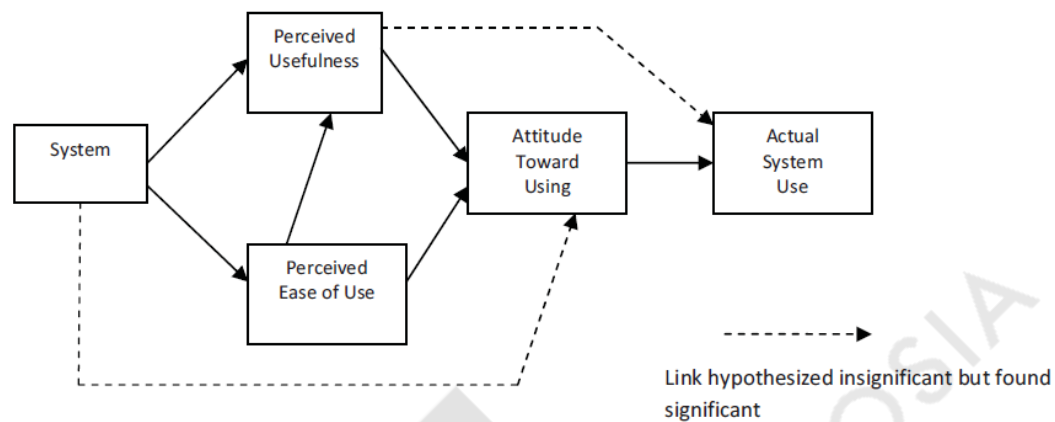 Perceived
Usefulness
System
Attitude
Toward
Using
Actual
System
Use
Perceived
Ease of Use
Link hypothesized insignificant but found
significant
OSIA